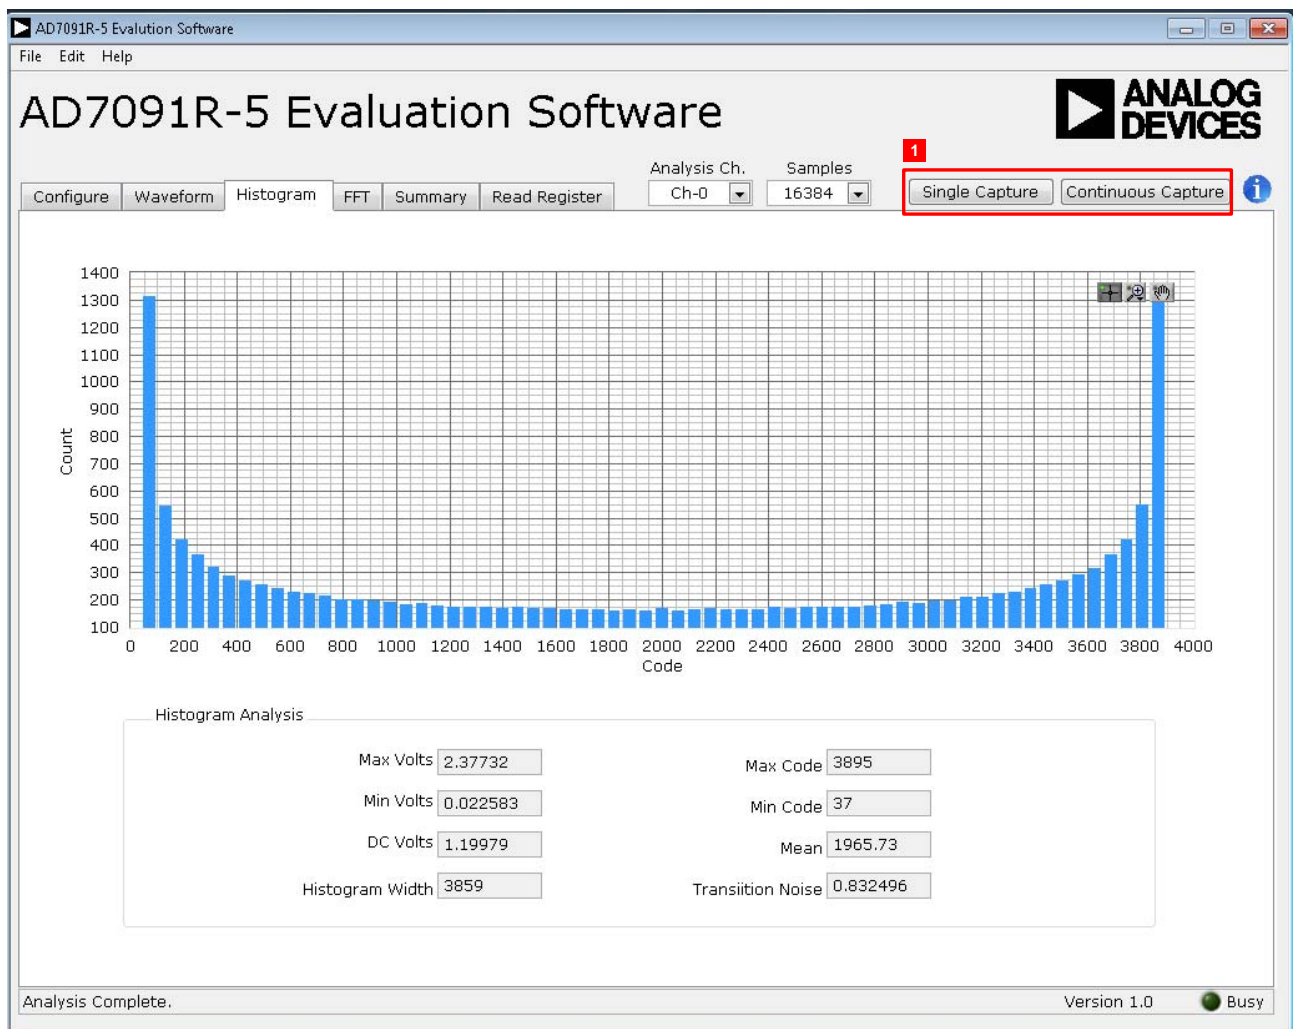 AD7091R-5 Evalution Software
File Edit Help
AD7091R-5 Evaluation Software
ANALOG
DEVICES
1
Analysis Ch. Samples
Configure Waveform Histogram FFT Summary Read Register Ch-0 16384 Single Capture Continuous Capture i
1400
1300
1200
1100
1000
900
800
700
600
500
400
300
200
100
Count
0 200 400 600 800 1000 1200 1400 1600 1800 2000 2200 2400 2600 2800 3000 3200 3400 3600 3800 4000
Code
Histogram Analysis
Max Volts 2.37732 Max Code 3895
Min Volts 0.022583 Min Code 37
DC Volts 1.19979 Mean 1965.73
Histogram Width 3859 Transiition Noise 0.832496
Analysis Complete. Version 1.0 Busy